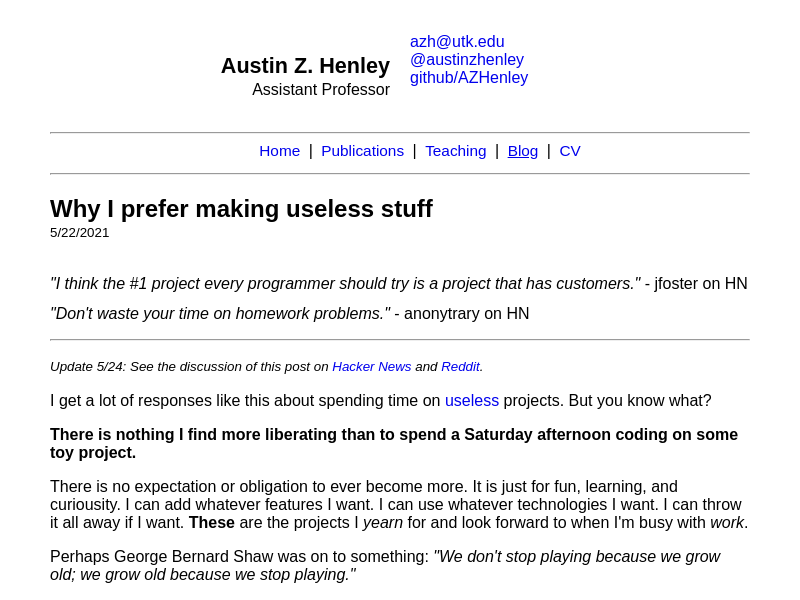 Austin Z. Henley
Assistant Professor
azh@utk.edu
@austinzhenley
github/AZHenley
Home | Publications | Teaching | Blog | CV
Why I prefer making useless stuff
5/22/2021
"I think the #1 project every programmer should try is a project that has customers." - jfoster on HN
"Don't waste your time on homework problems." - anonytrary on HN
Update 5/24: See the discussion of this post on Hacker News and Reddit.
I get a lot of responses like this about spending time on useless projects. But you know what?
There is nothing I find more liberating than to spend a Saturday afternoon coding on some
toy project.
There is no expectation or obligation to ever become more. It is just for fun, learning, and
curiousity. I can add whatever features I want. I can use whatever technologies I want. I can throw
it all away if I want. These are the projects I yearn for and look forward to when I'm busy with work.
Perhaps George Bernard Shaw was on to something: "We don't stop playing because we grow
old; we grow old because we stop playing."